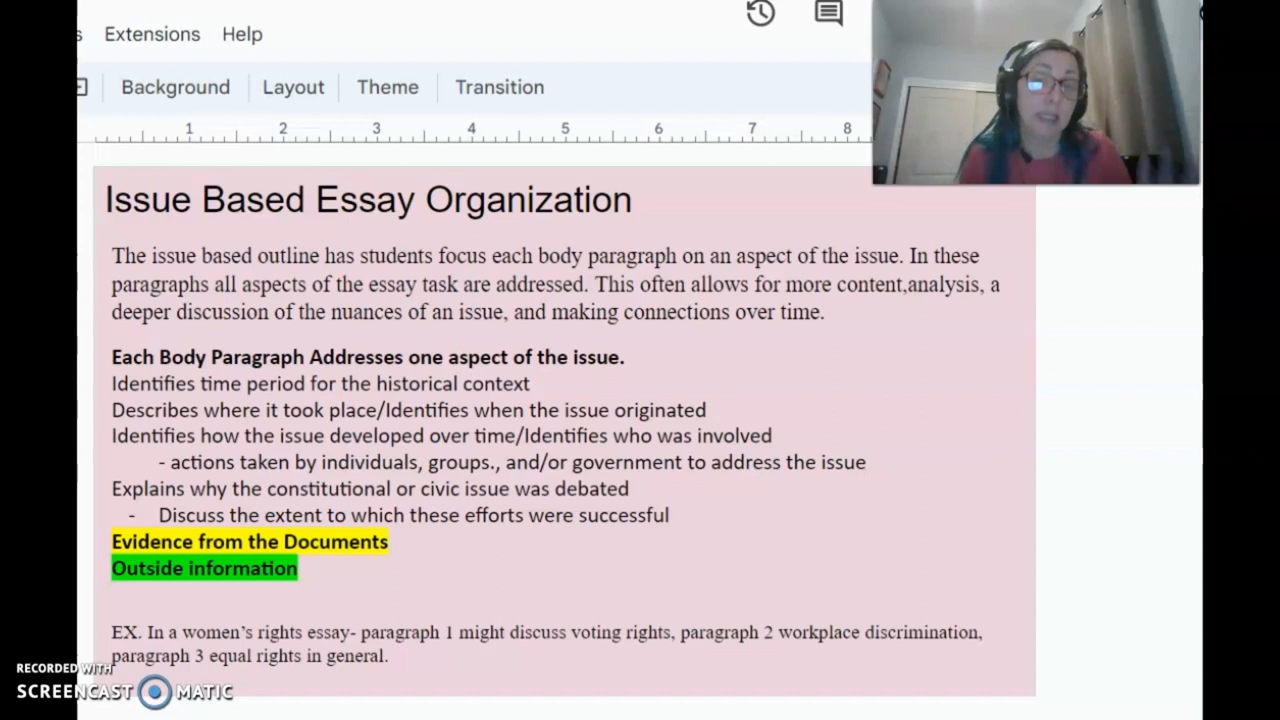 Extensions Help
Background Layout Theme Transition
1 2 3 4 5 6 7 8
Issue Based Essay Organization
The issue based outline has students focus each body paragraph on an aspect of the issue. In these
paragraphs all aspects of the essay task are addressed. This often allows for more content,analysis, a
deeper discussion of the nuances of an issue, and making connections over time.
Each Body Paragraph Addresses one aspect of the issue.
Identifies time period for the historical context
Describes where it took place/Identifies when the issue originated
Identifies how the issue developed over time/Identifies who was involved
- actions taken by individuals, groups., and/or government to address the issue
Explains why the constitutional or civic issue was debated
- Discuss the extent to which these efforts were successful
Evidence from the Documents
Outside information
EX. In a women's rights essay- paragraph 1 might discuss voting rights, paragraph 2 workplace discrimination,
paragraph 3 equal rights in general.
RECORDED WITH
SCREENCAST MATIC